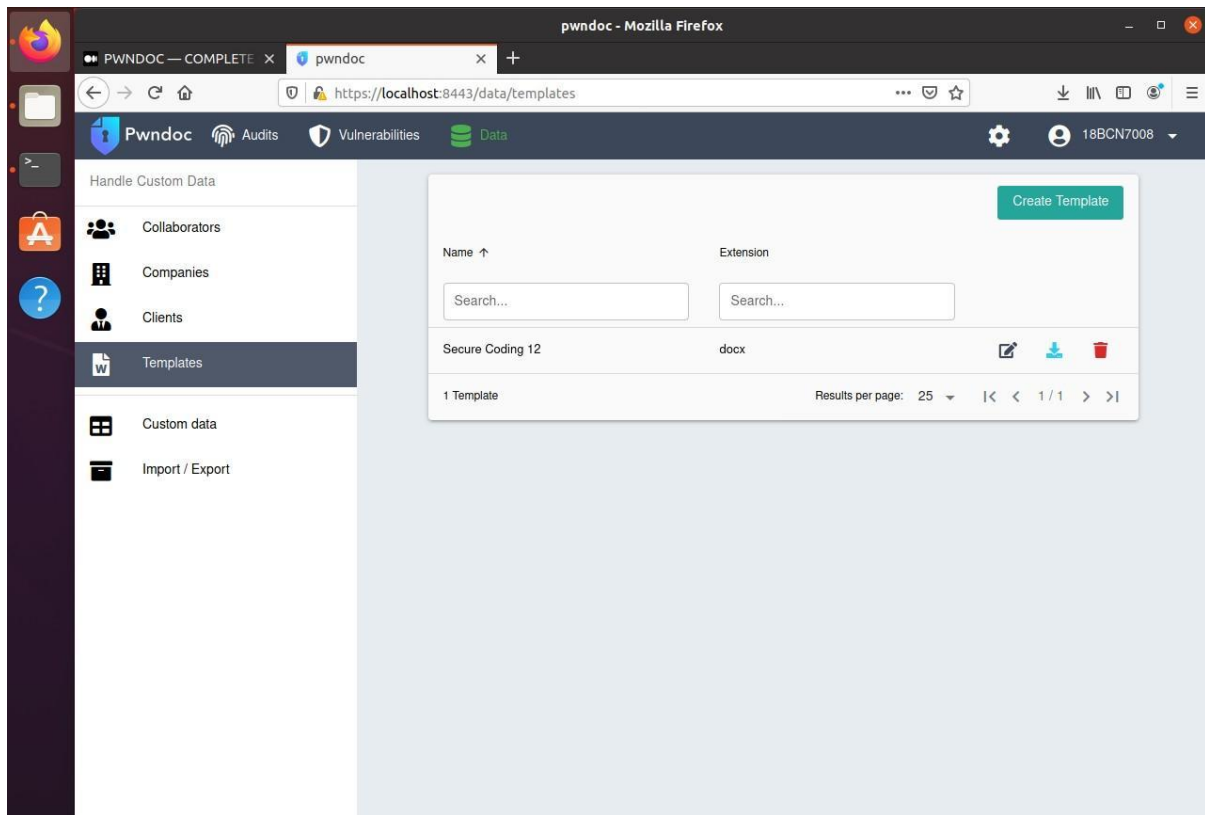 pwndoc - Mozilla Firefox
PWNDOC — COMPLETE
pwndoc
https://localhost:8443/data/templates
Pwndoc Audits Vulnerabilities Data 18BCN7008
Handle Custom Data
Collaborators
Companies
Clients
Templates
Custom data
Import / Export
Create Template
Name Extension
Search... Search...
Secure Coding 12 docx
1 Template Results per page: 25 1 / 1